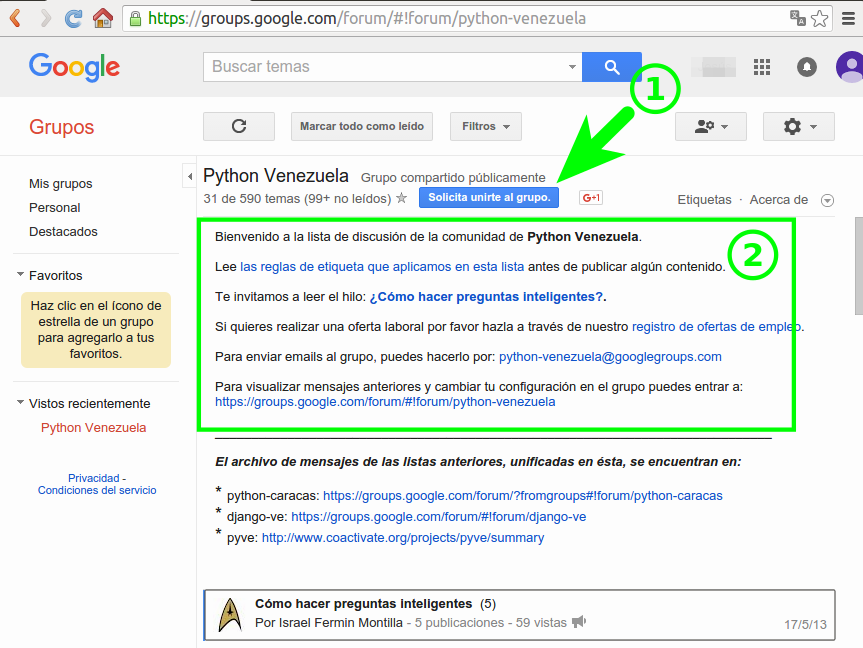 https://groups.google.com/forum/#!forum/python-venezuela
Google
Buscar temas
1
Grupos
Marcar todo como leído
Filtros
Mis grupos
Personal
Destacados
Favoritos
Haz clic en el ícono de
estrella de un grupo
para agregarlo a tus
favoritos.
Vistos recientemente
Python Venezuela
Privacidad -
Condiciones del servicio
Python Venezuela Grupo compartido públicamente
31 de 590 temas (99+ no leídos) Solicita unirte al grupo. G+1
Etiquetas · Acerca de
2
Bienvenido a la lista de discusión de la comunidad de Python Venezuela.
Lee las reglas de etiqueta que aplicamos en esta lista antes de publicar algún contenido.
Te invitamos a leer el hilo: ¿Cómo hacer preguntas inteligentes?.
Si quieres realizar una oferta laboral por favor hazla a través de nuestro registro de ofertas de empleo.
Para enviar emails al grupo, puedes hacerlo por: python-venezuela@googlegroups.com
Para visualizar mensajes anteriores y cambiar tu configuración en el grupo puedes entrar a:
https://groups.google.com/forum/#!forum/python-venezuela
El archivo de mensajes de las listas anteriores, unificadas en ésta, se encuentran en:
* python-caracas: https://groups.google.com/forum/?fromgroups#!forum/python-caracas
* django-ve: https://groups.google.com/forum/#!forum/django-ve
* pyve: http://www.coactivate.org/projects/pyve/summary
Cómo hacer preguntas inteligentes (5)
Por Israel Fermin Montilla - 5 publicaciones - 59 vistas
17/5/13